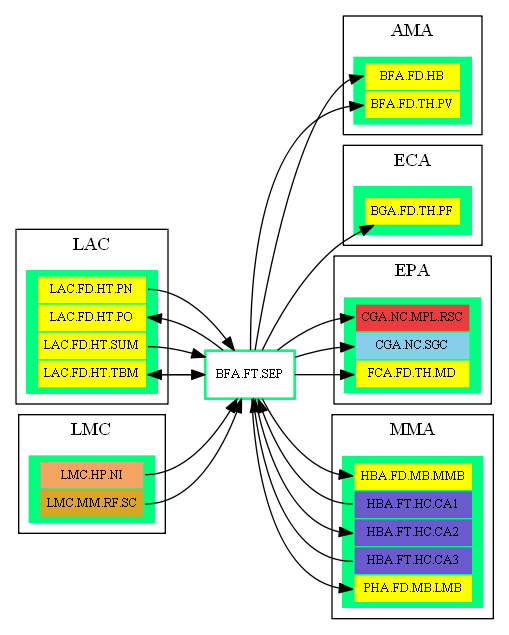 AMA
BFA.FD.HB
BFA.FD.TH.PV
ECA
BGA.FD.TH.PF
LAC
LAC.FD.HT.PN
LAC.FD.HT.PO
LAC.FD.HT.SUM
LAC.FD.HT.TBM
EPA
CGA.NC.MPL.RSC
CGA.NC.SGC
FCA.FD.TH.MD
BFA.FT.SEP
LMC
LMC.HP.NI
LMC.MM.RF.SC
MMA
HBA.FD.MB.MMB
HBA.FT.HC.CA1
HBA.FT.HC.CA2
HBA.FT.HC.CA3
PHA.FD.MB.LMB